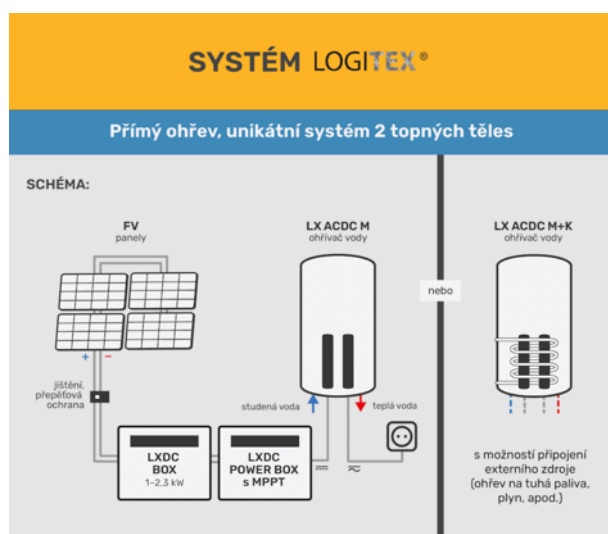 SYSTÉM LOGITEX®
Přímý ohřev, unikátní systém 2 topných těles
SCHÉMA:
FV
panely
+
–
jištění,
přepěťová
ochrana
LXDC
BOX
1–2,3 kW
LXDC
POWER BOX
s MPPT
LX ACDC M
ohřívač vody
studená voda
teplá voda
nebo
LX ACDC M+K
ohřívač vody
s možností připojení
externího zdroje
(ohřev na tuhá paliva,
plyn, apod.)